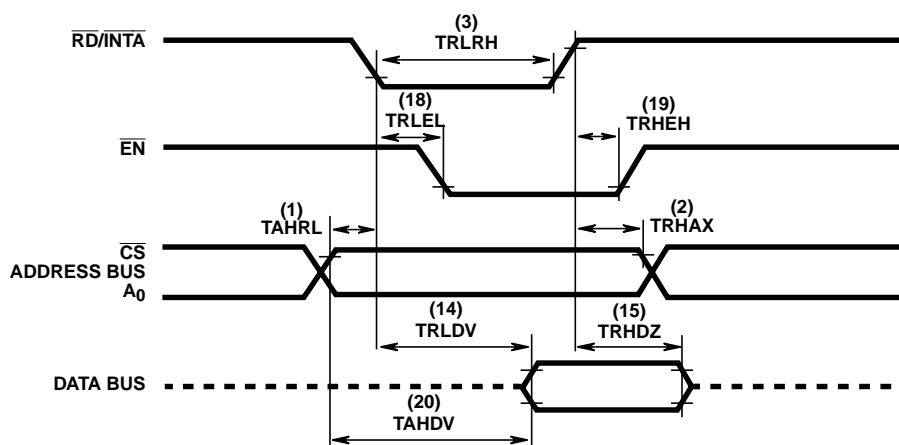 (3)
RD/INTA
TRLRH
(18)
TRLEL
(19)
TRHEH
EN
(1)
TAHRL
(2)
TRHAX
CS
ADDRESS BUS
A0
(14)
TRLDV
(15)
TRHDZ
DATA BUS
(20)
TAHDV